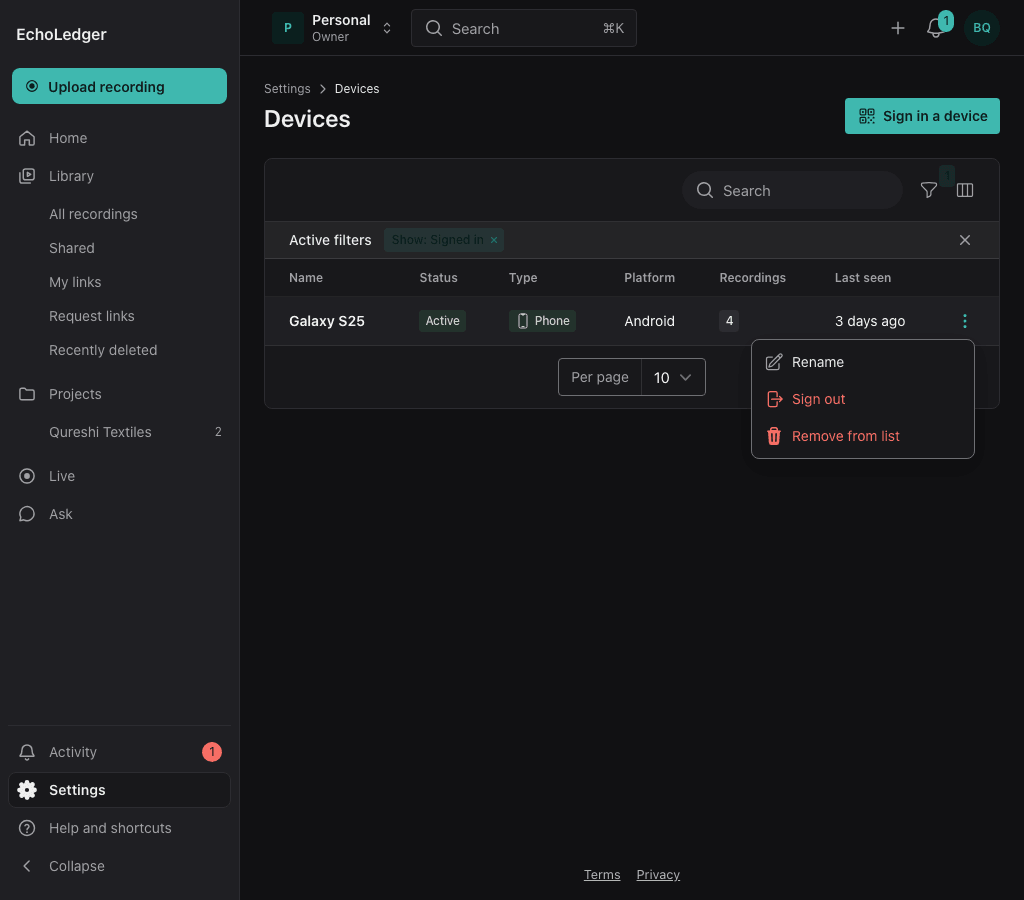 EchoLedger
Upload recording
Home
Library
All recordings
Shared
My links
Request links
Recently deleted
Projects
Qureshi Textiles 2
Live
Ask
Activity 1
Settings
Help and shortcuts
Collapse
P Personal
Owner
Search ⌘K
1
BQ
Settings > Devices
Devices
Sign in a device
Search
1
Active filters Show: Signed in ×
Name Status Type Platform Recordings Last seen
Galaxy S25 Active Phone Android 4 3 days ago
Per page 10
Rename
Sign out
Remove from list
Terms Privacy